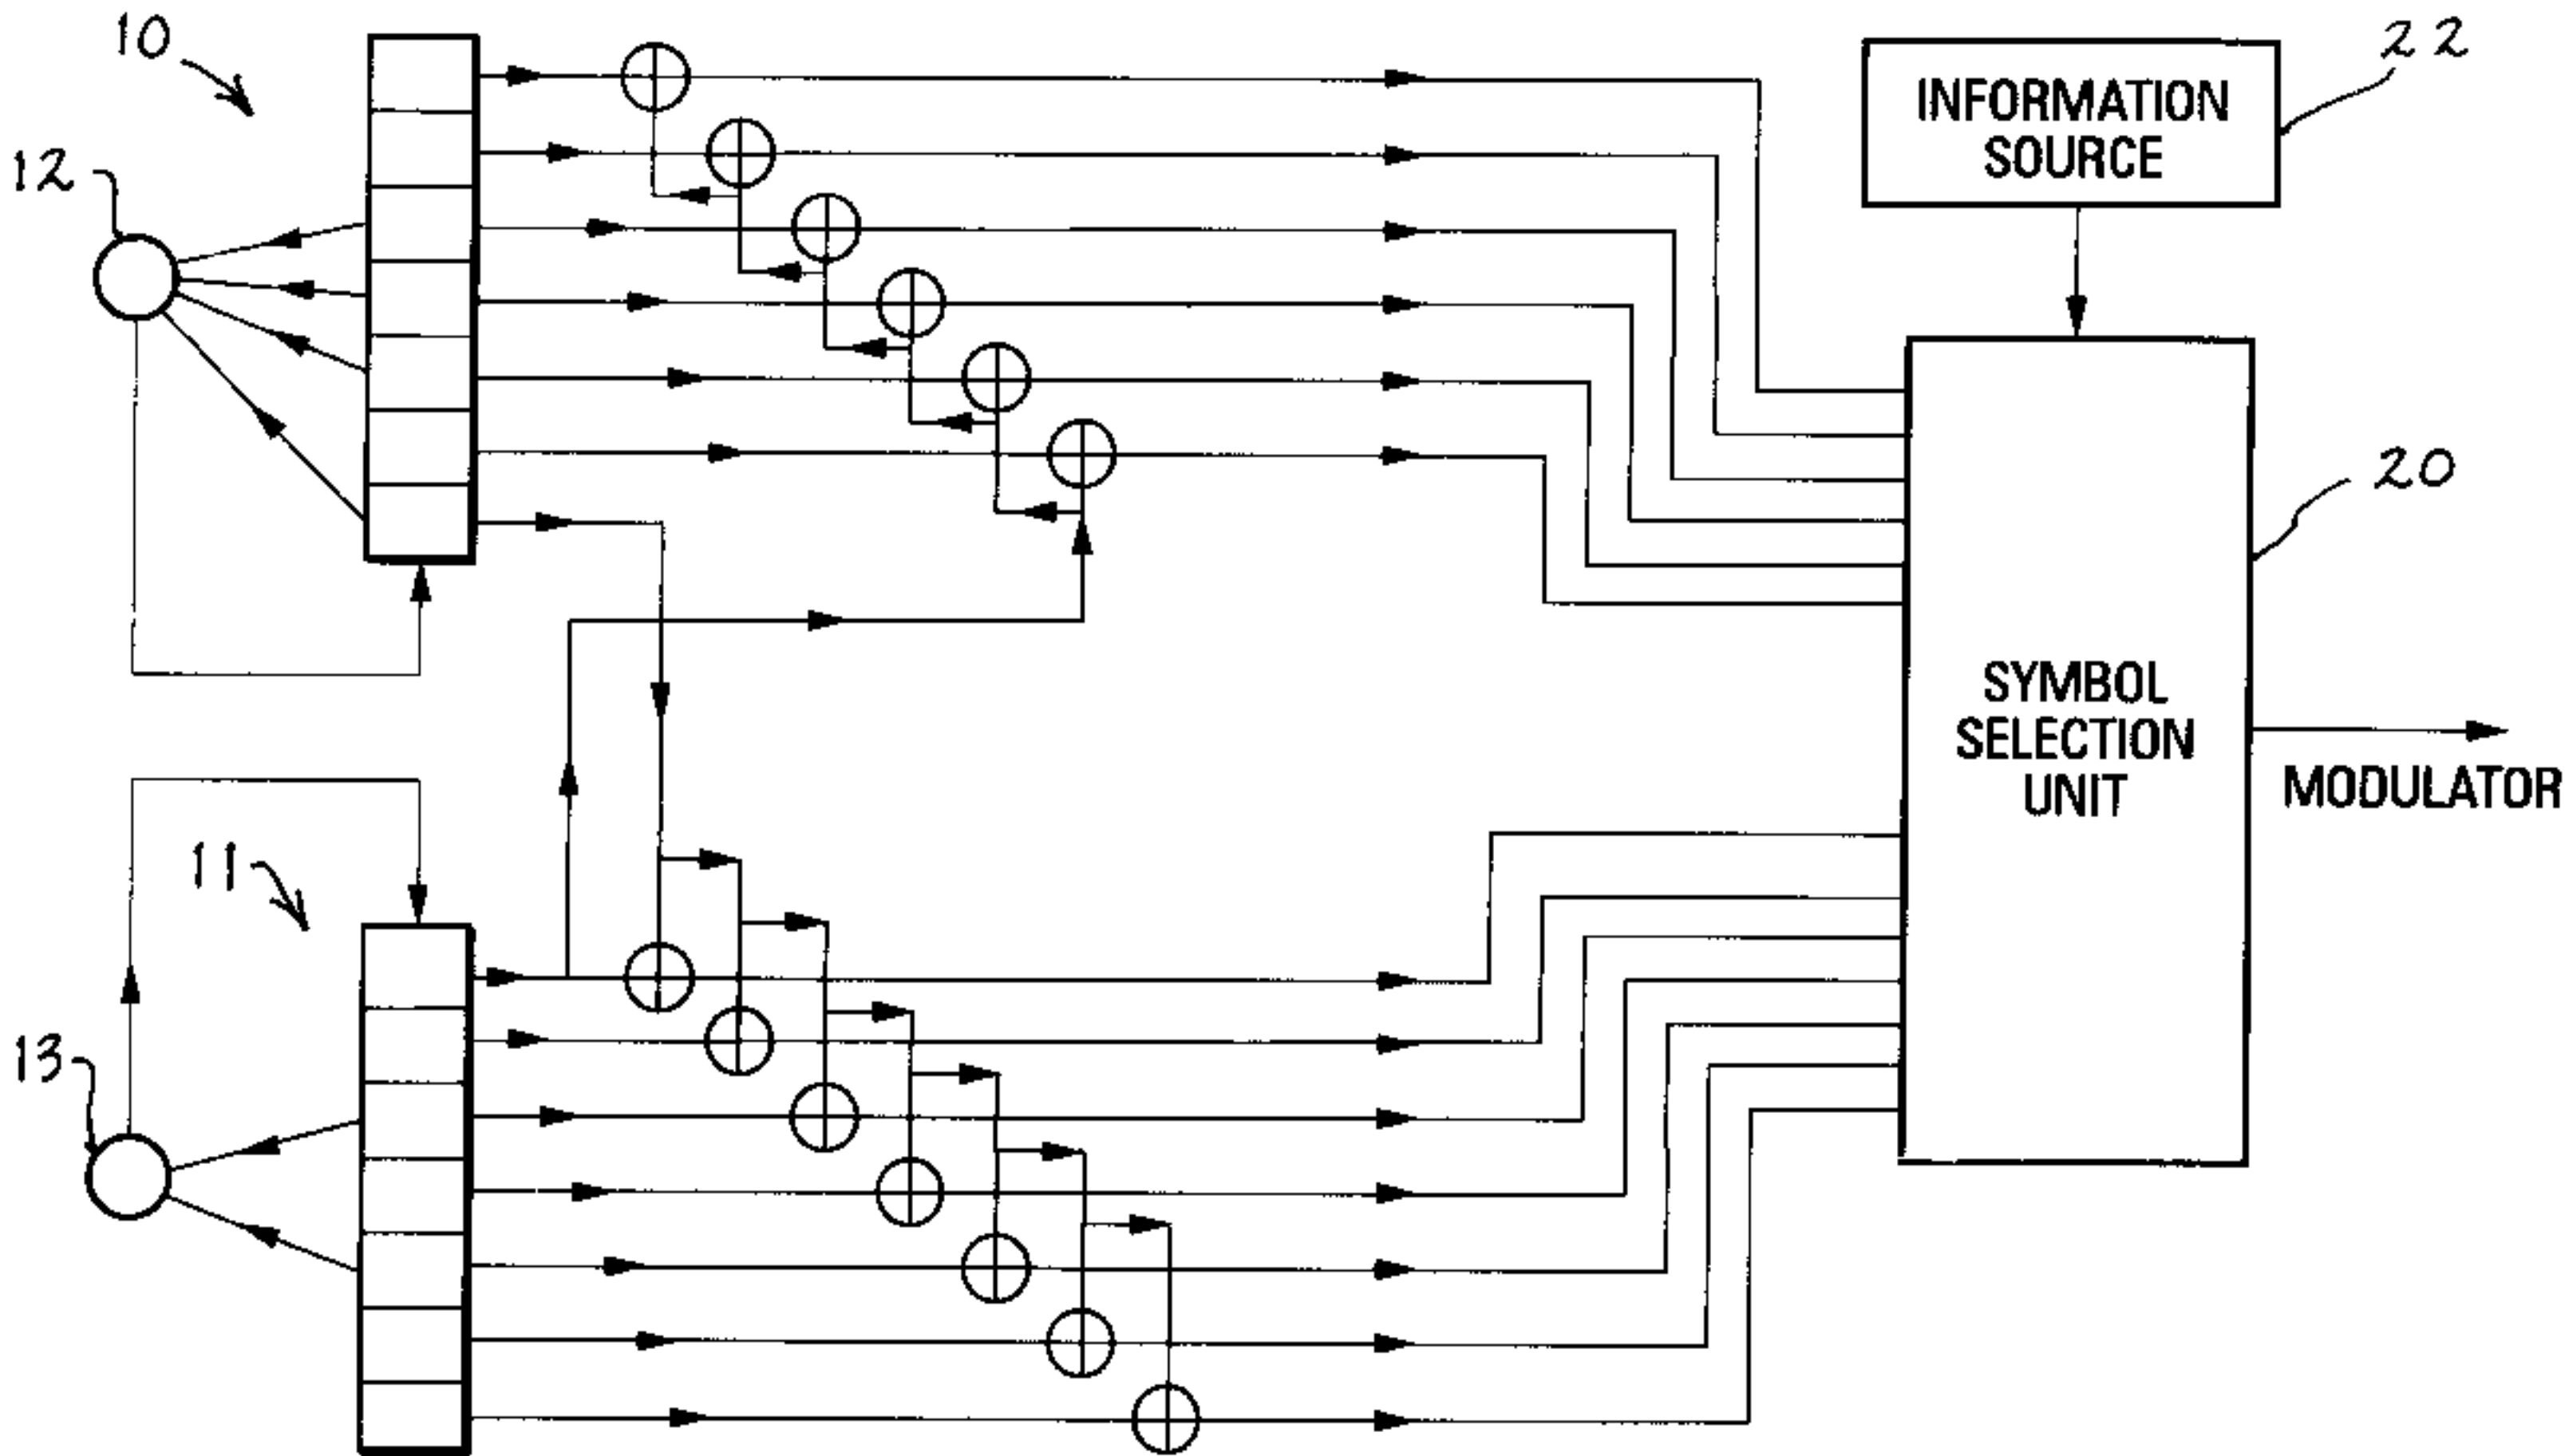 10
22
INFORMATION
SOURCE
12
20
SYMBOL
SELECTION
UNIT
MODULATOR
11
13